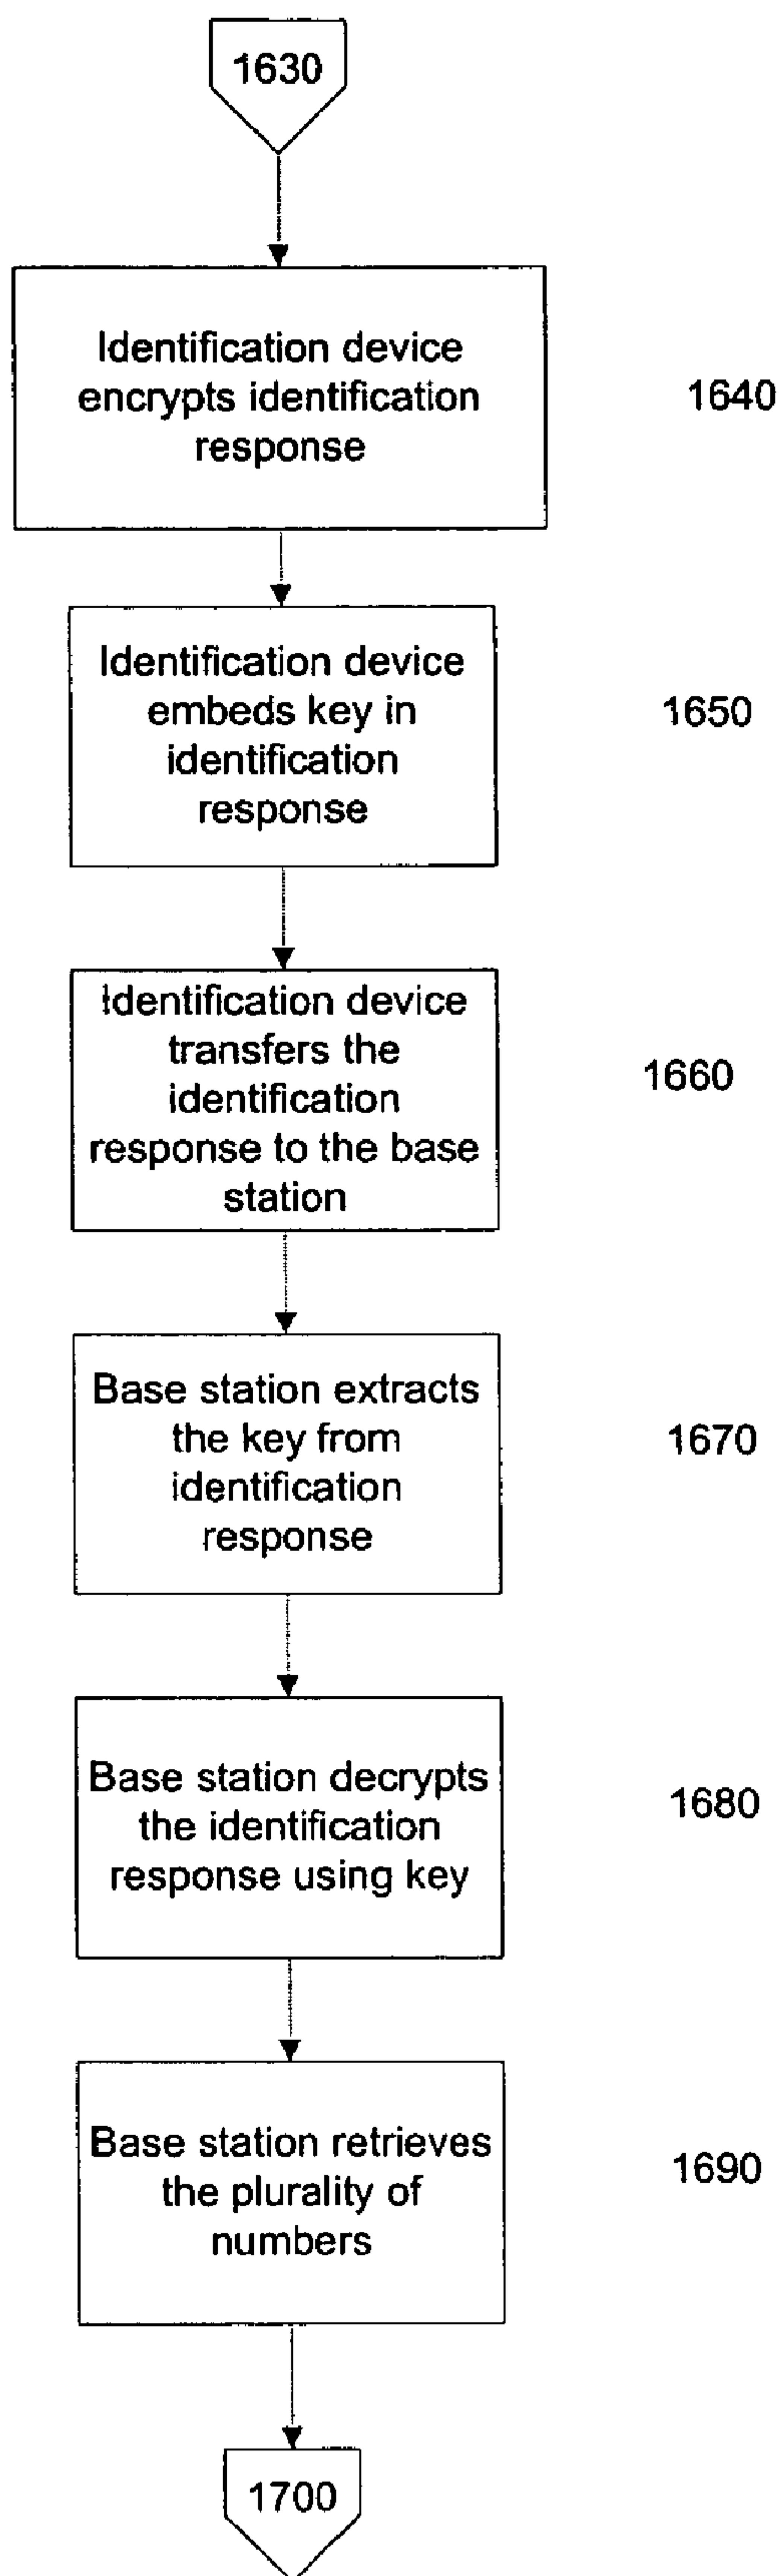 1630
Identification device
encrypts identification
response
1640
Identification device
embeds key in
identification
response
1650
Identification device
transfers the
identification
response to the base
station
1660
Base station extracts
the key from
identification
response
1670
Base station decrypts
the identification
response using key
1680
Base station retrieves
the plurality of
numbers
1690
1700